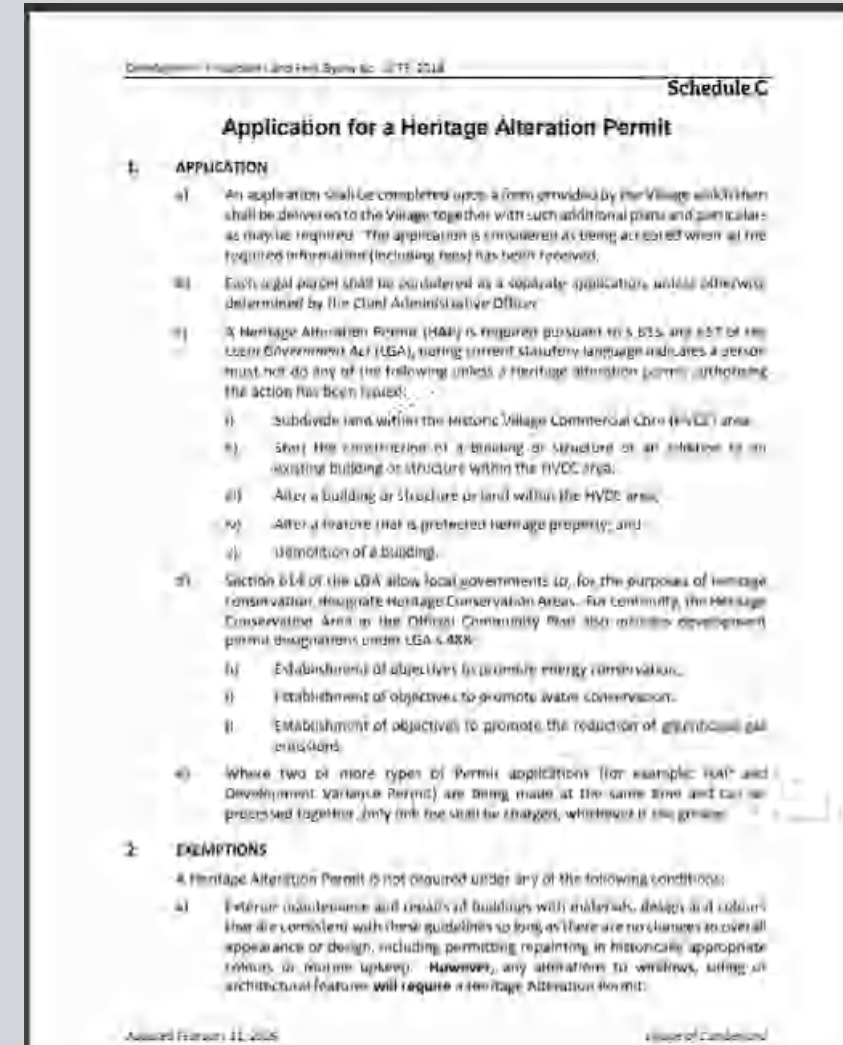 Schedule C
Application for a Heritage Alteration Permit
1. APPLICATION
a) An application shall be completed upon a form provided by the Village which then
shall be delivered to the Village together with such additional plans and particulars
as may be required. The application is considered as being accepted when all the
required information (including fees) has been received.
b) Each legal parcel shall be considered as a separate application, unless otherwise
determined by the Chief Administrative Officer
c) A Heritage Alteration Permit (HAP) is required pursuant to s. 615 and 617 of the
Local Government Act (LGA), noting current statutory language indicates a person
must not do any of the following unless a heritage alteration permit authorising
the action has been issued:
i) Subdivide land within the Historic Village Commercial Core (HVCC) area
ii) Start the construction of a building or structure or an addition to an
existing building or structure within the HVCC area;
iii) Alter a building or structure or land within the HVCC area;
iv) Alter a feature that is protected heritage property; and
v) Demolition of a building.
d) Section 614 of the LGA allow local governments to, for the purposes of heritage
conservation, designate Heritage Conservation Areas. For continuity, the Heritage
Conservation Area in the Official Community Plan also includes development
permit designations under LGA s.488:
h) Establishment of objectives to promote energy conservation.
i) Establishment of objectives to promote water conservation.
j) Establishment of objectives to promote the reduction of greenhouse gas
emissions
e) Where two or more types of Permit applications (for example: HAP and
Development Variance Permit) are being made at the same time and can be
processed together, only one fee shall be charged, whichever is the greater
2. EXEMPTIONS
A Heritage Alteration Permit is not required under any of the following conditions:
a) Exterior maintenance and repairs of buildings with materials, design and colours
that are consistent with these guidelines so long as there are no changes to overall
appearance or design, including permitting repainting in historically appropriate
colours or routine upkeep. However, any alterations to windows, siding or
architectural features will require a Heritage Alteration Permit.
Village of Cumberland